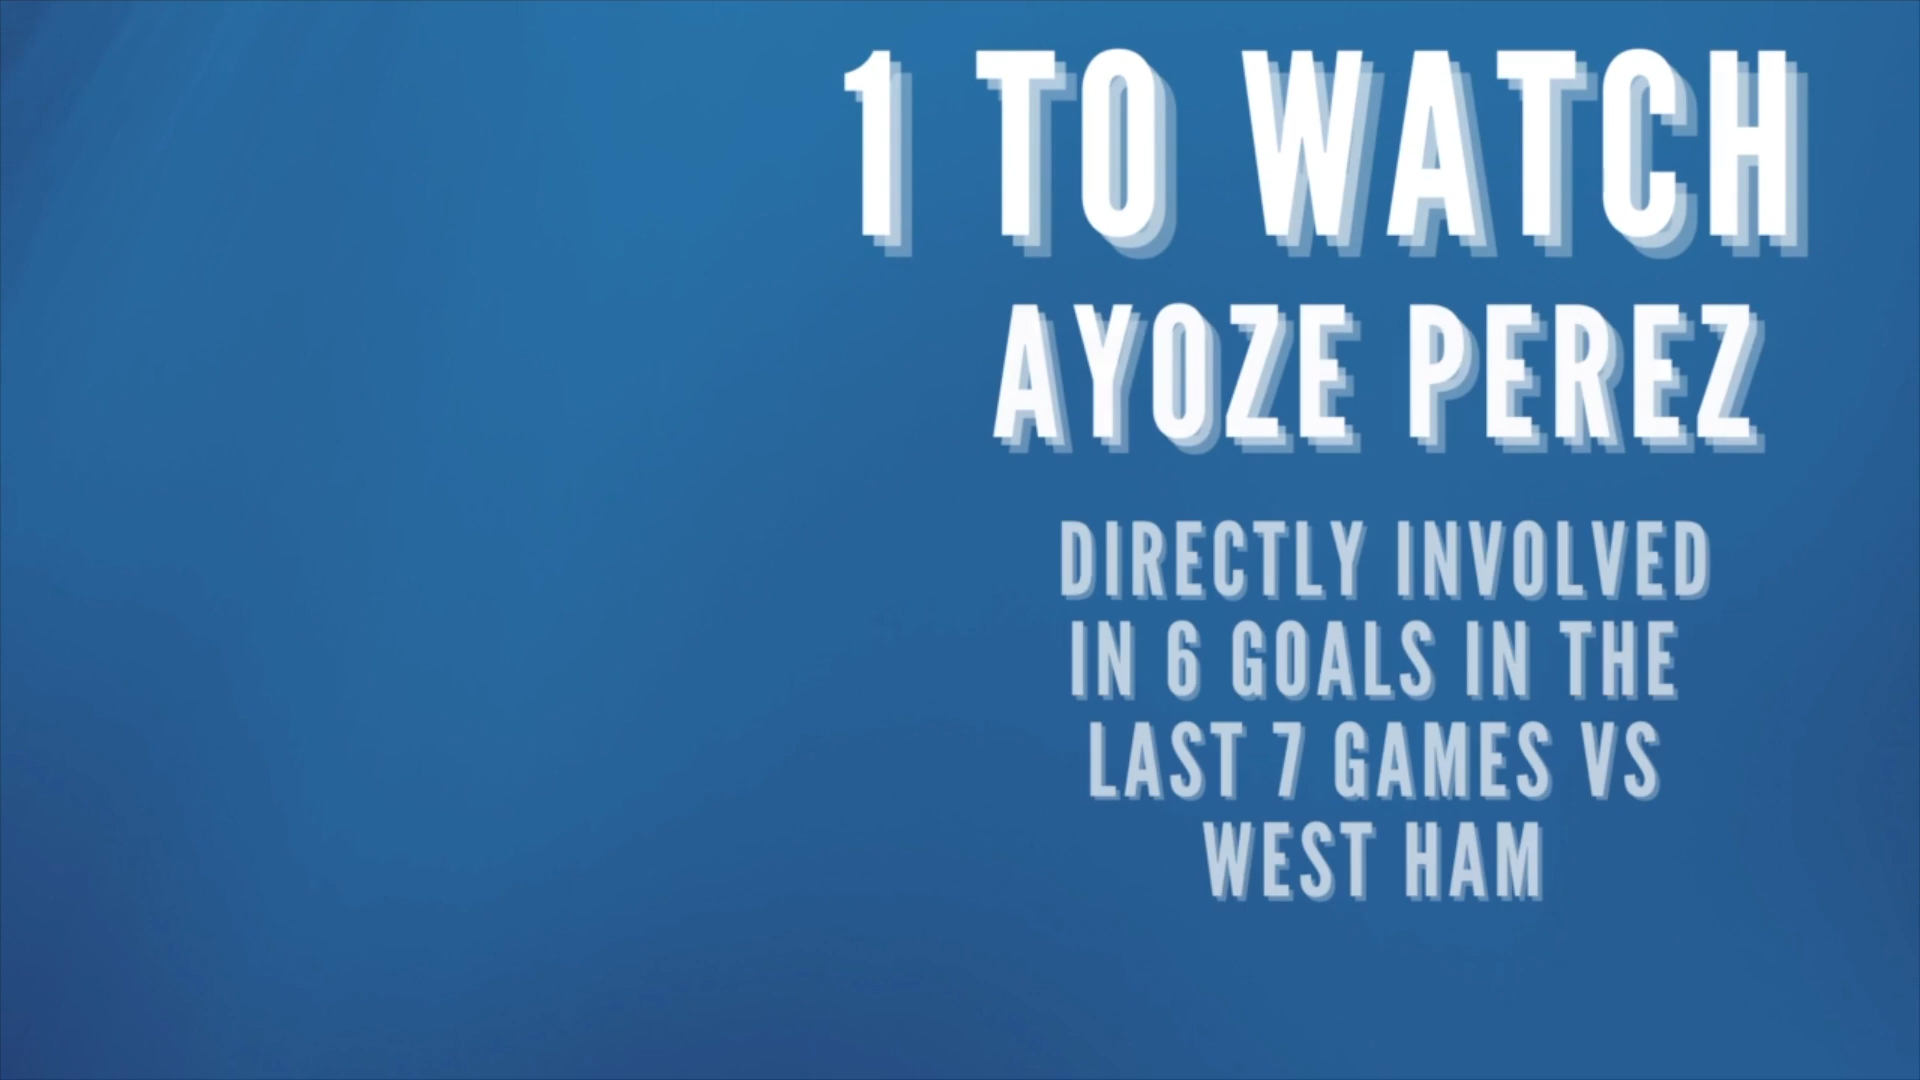 1 TO WATCH
AYOZE PEREZ
DIRECTLY INVOLVED
IN 6 GOALS IN THE
LAST 7 GAMES VS
WEST HAM